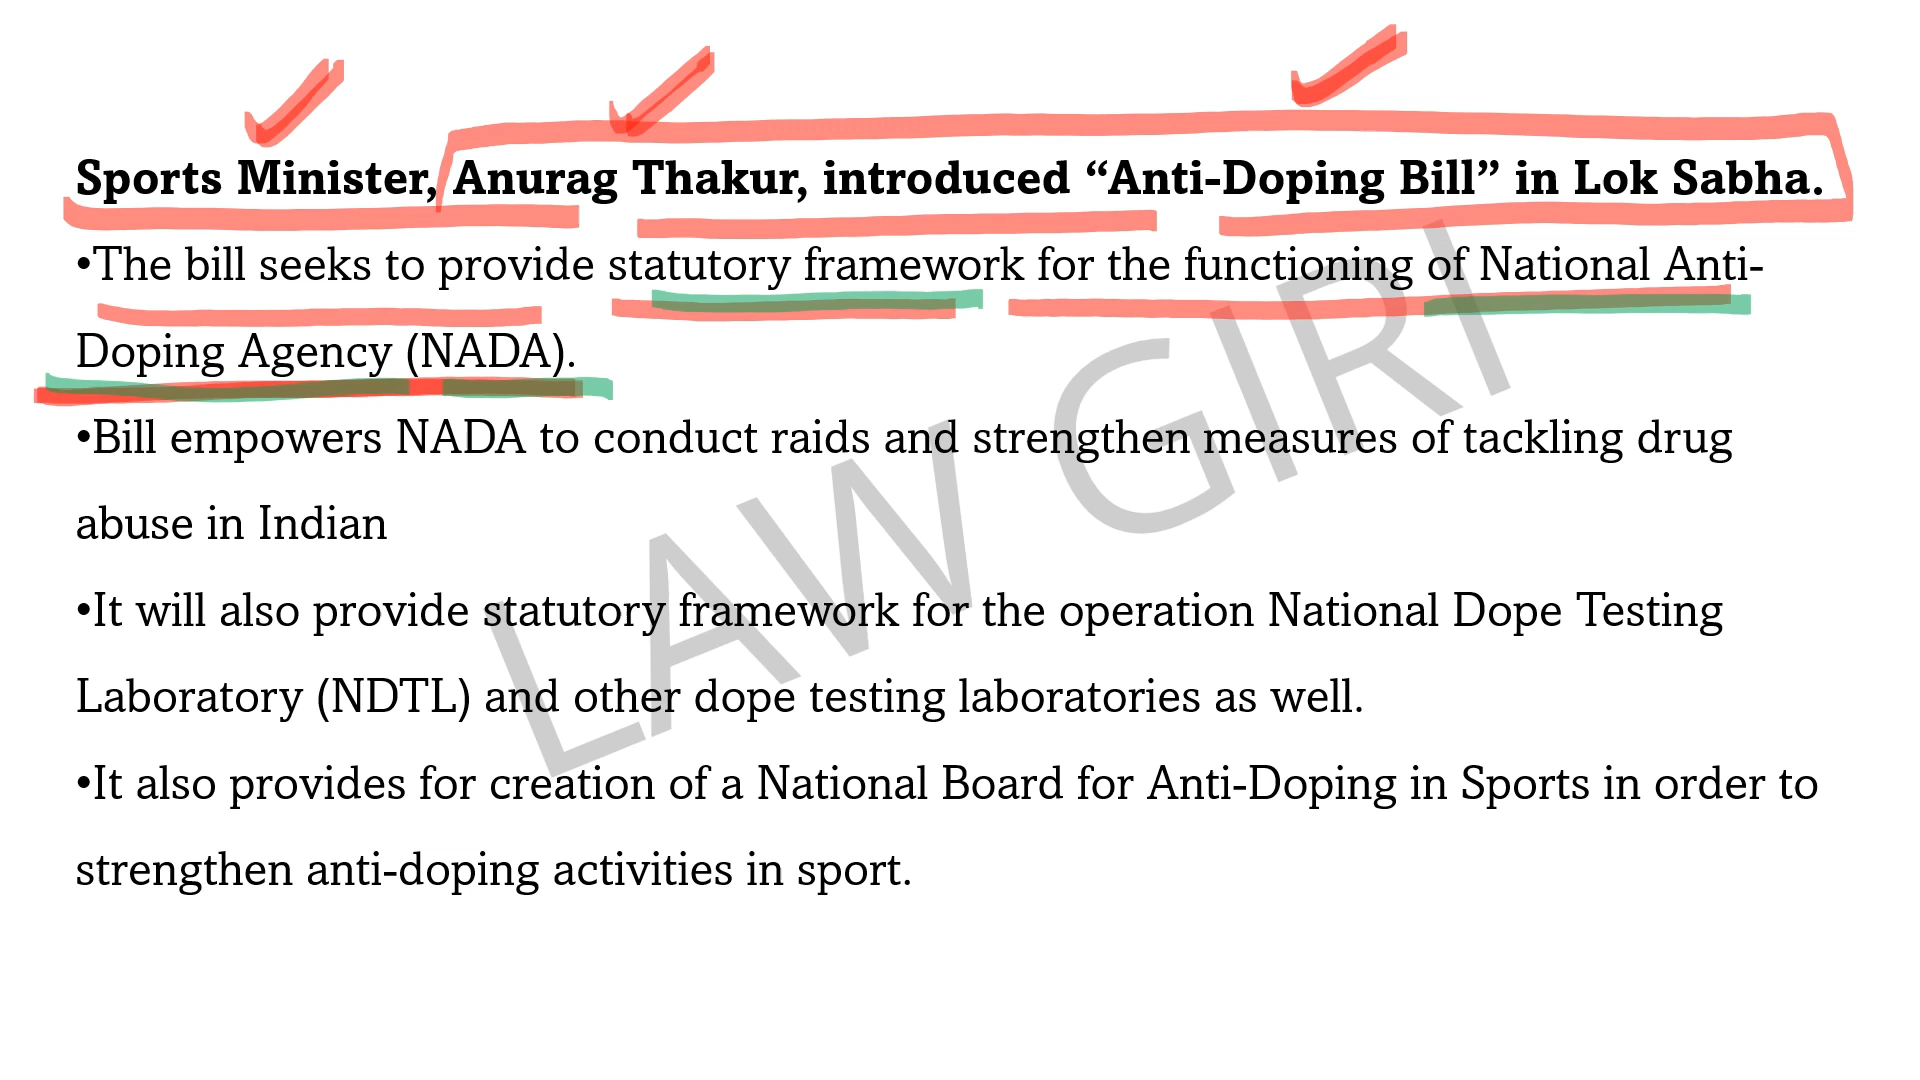 Sports Minister, Anurag Thakur, introduced “Anti-Doping Bill” in Lok Sabha.
•The bill seeks to provide statutory framework for the functioning of National Anti-
Doping Agency (NADA).
•Bill empowers NADA to conduct raids and strengthen measures of tackling drug
abuse in Indian
•It will also provide statutory framework for the operation National Dope Testing
Laboratory (NDTL) and other dope testing laboratories as well.
•It also provides for creation of a National Board for Anti-Doping in Sports in order to
strengthen anti-doping activities in sport.
LAW GIRI